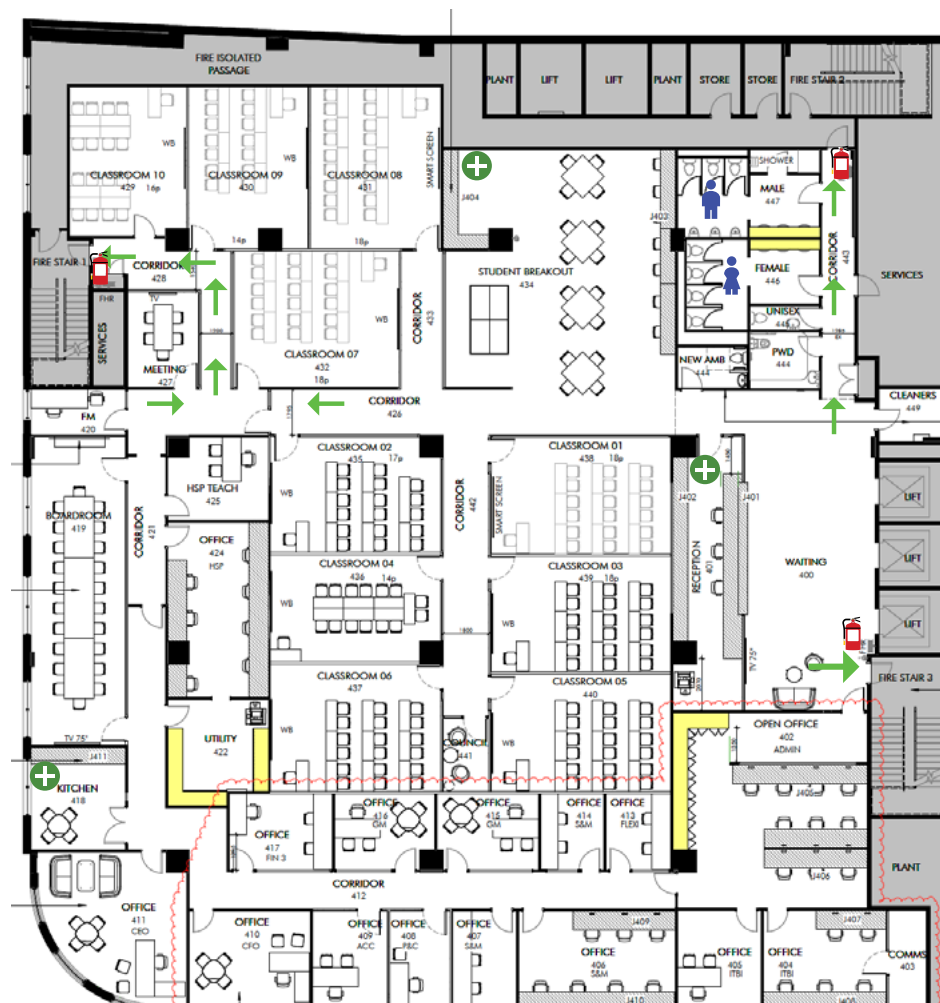 FIRE ISOLATED
PASSAGE
PLANT
LIFT
LIFT
PLANT
STORE
STORE
FIRE STAIR 2
CLASSROOM 10
429 16p
WB
CLASSROOM 09
430
WB
14p
CLASSROOM 08
431
18p
SMART SCREEN
J404
J403
SHOWER
MALE
447
FEMALE
446
UNISEX
PWD
444
NEW AMB
444
CORRIDOR
443
SERVICES
FIRE STAIR 1
FHR
SERVICES
CORRIDOR
428
TV
MEETING
427
CLASSROOM 07
432
18p
WB
CORRIDOR
433
STUDENT BREAKOUT
434
CORRIDOR
426
CLEANERS
449
FM
420
BOARDROOM
419
TV 75"
CORRIDOR
421
HSP TEACH
425
OFFICE
424
HSP
CLASSROOM 02
435 17p
WB
CLASSROOM 04
436 14p
WB
CLASSROOM 06
437
WB
CORRIDOR
442
1800
SMART SCREEN
CLASSROOM 01
438 18p
CLASSROOM 03
439 18p
WB
CLASSROOM 05
440
WB
COUNCIL
441
J402
J401
RECEPTION
401
WAITING
400
TV 75"
LIFT
LIFT
LIFT
FHR
FIRE STAIR 3
OPEN OFFICE
402
ADMIN
J405
J406
PLANT
UTILITY
422
J411
KITCHEN
418
OFFICE
417
FIN 3
OFFICE
416
GM
OFFICE
415
GM
OFFICE
414
S&M
OFFICE
413
FLEXI
CORRIDOR
412
OFFICE
411
CEO
OFFICE
410
CFO
OFFICE
409
ACC
OFFICE
408
P&C
OFFICE
407
S&M
J409
OFFICE
406
S&M
J410
OFFICE
405
ITBI
OFFICE
404
ITBI
J407
J408
COMMS
403